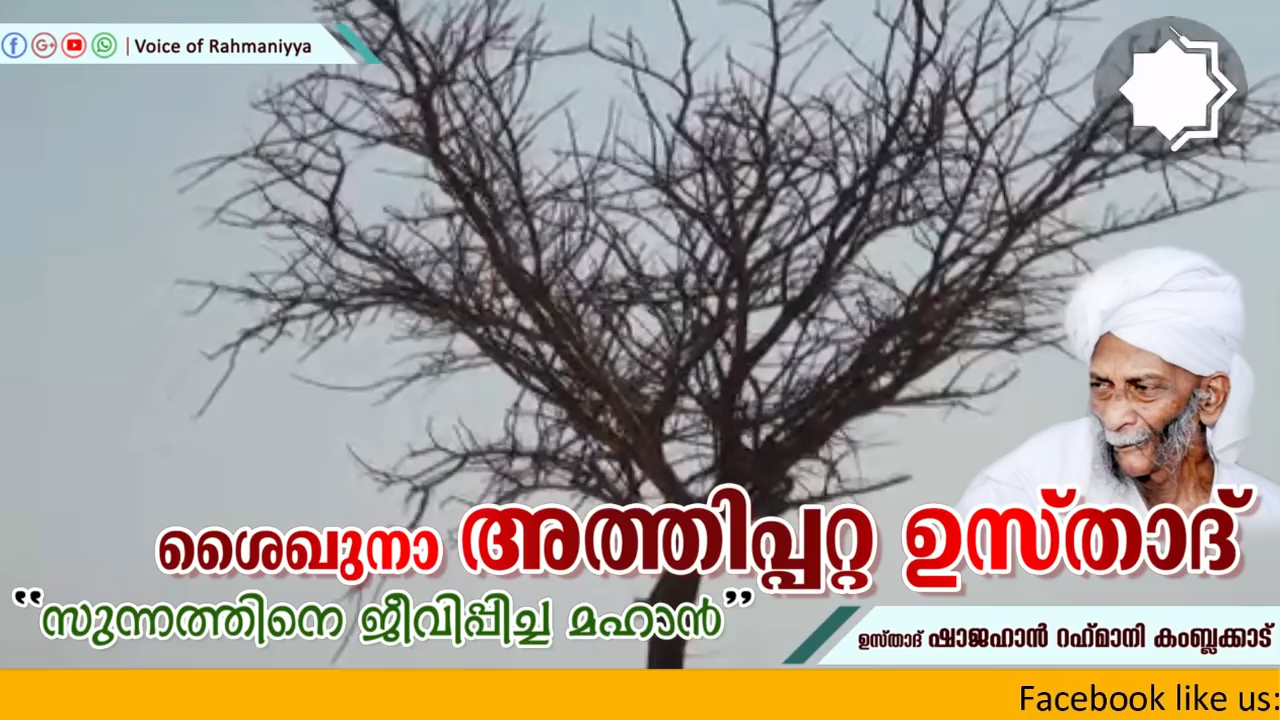 | Voice of Rahmaniyya
ശൈഖുനാ അത്തിപ്പറ്റ ഉസ്താദ്
“സുന്നത്തിനെ ജീവിപ്പിച്ച മഹാൻ”
ഉസ്താദ് ഷാജഹാൻ റഹ്‌മാനി കംബ്ലക്കാട്
Facebook like us: